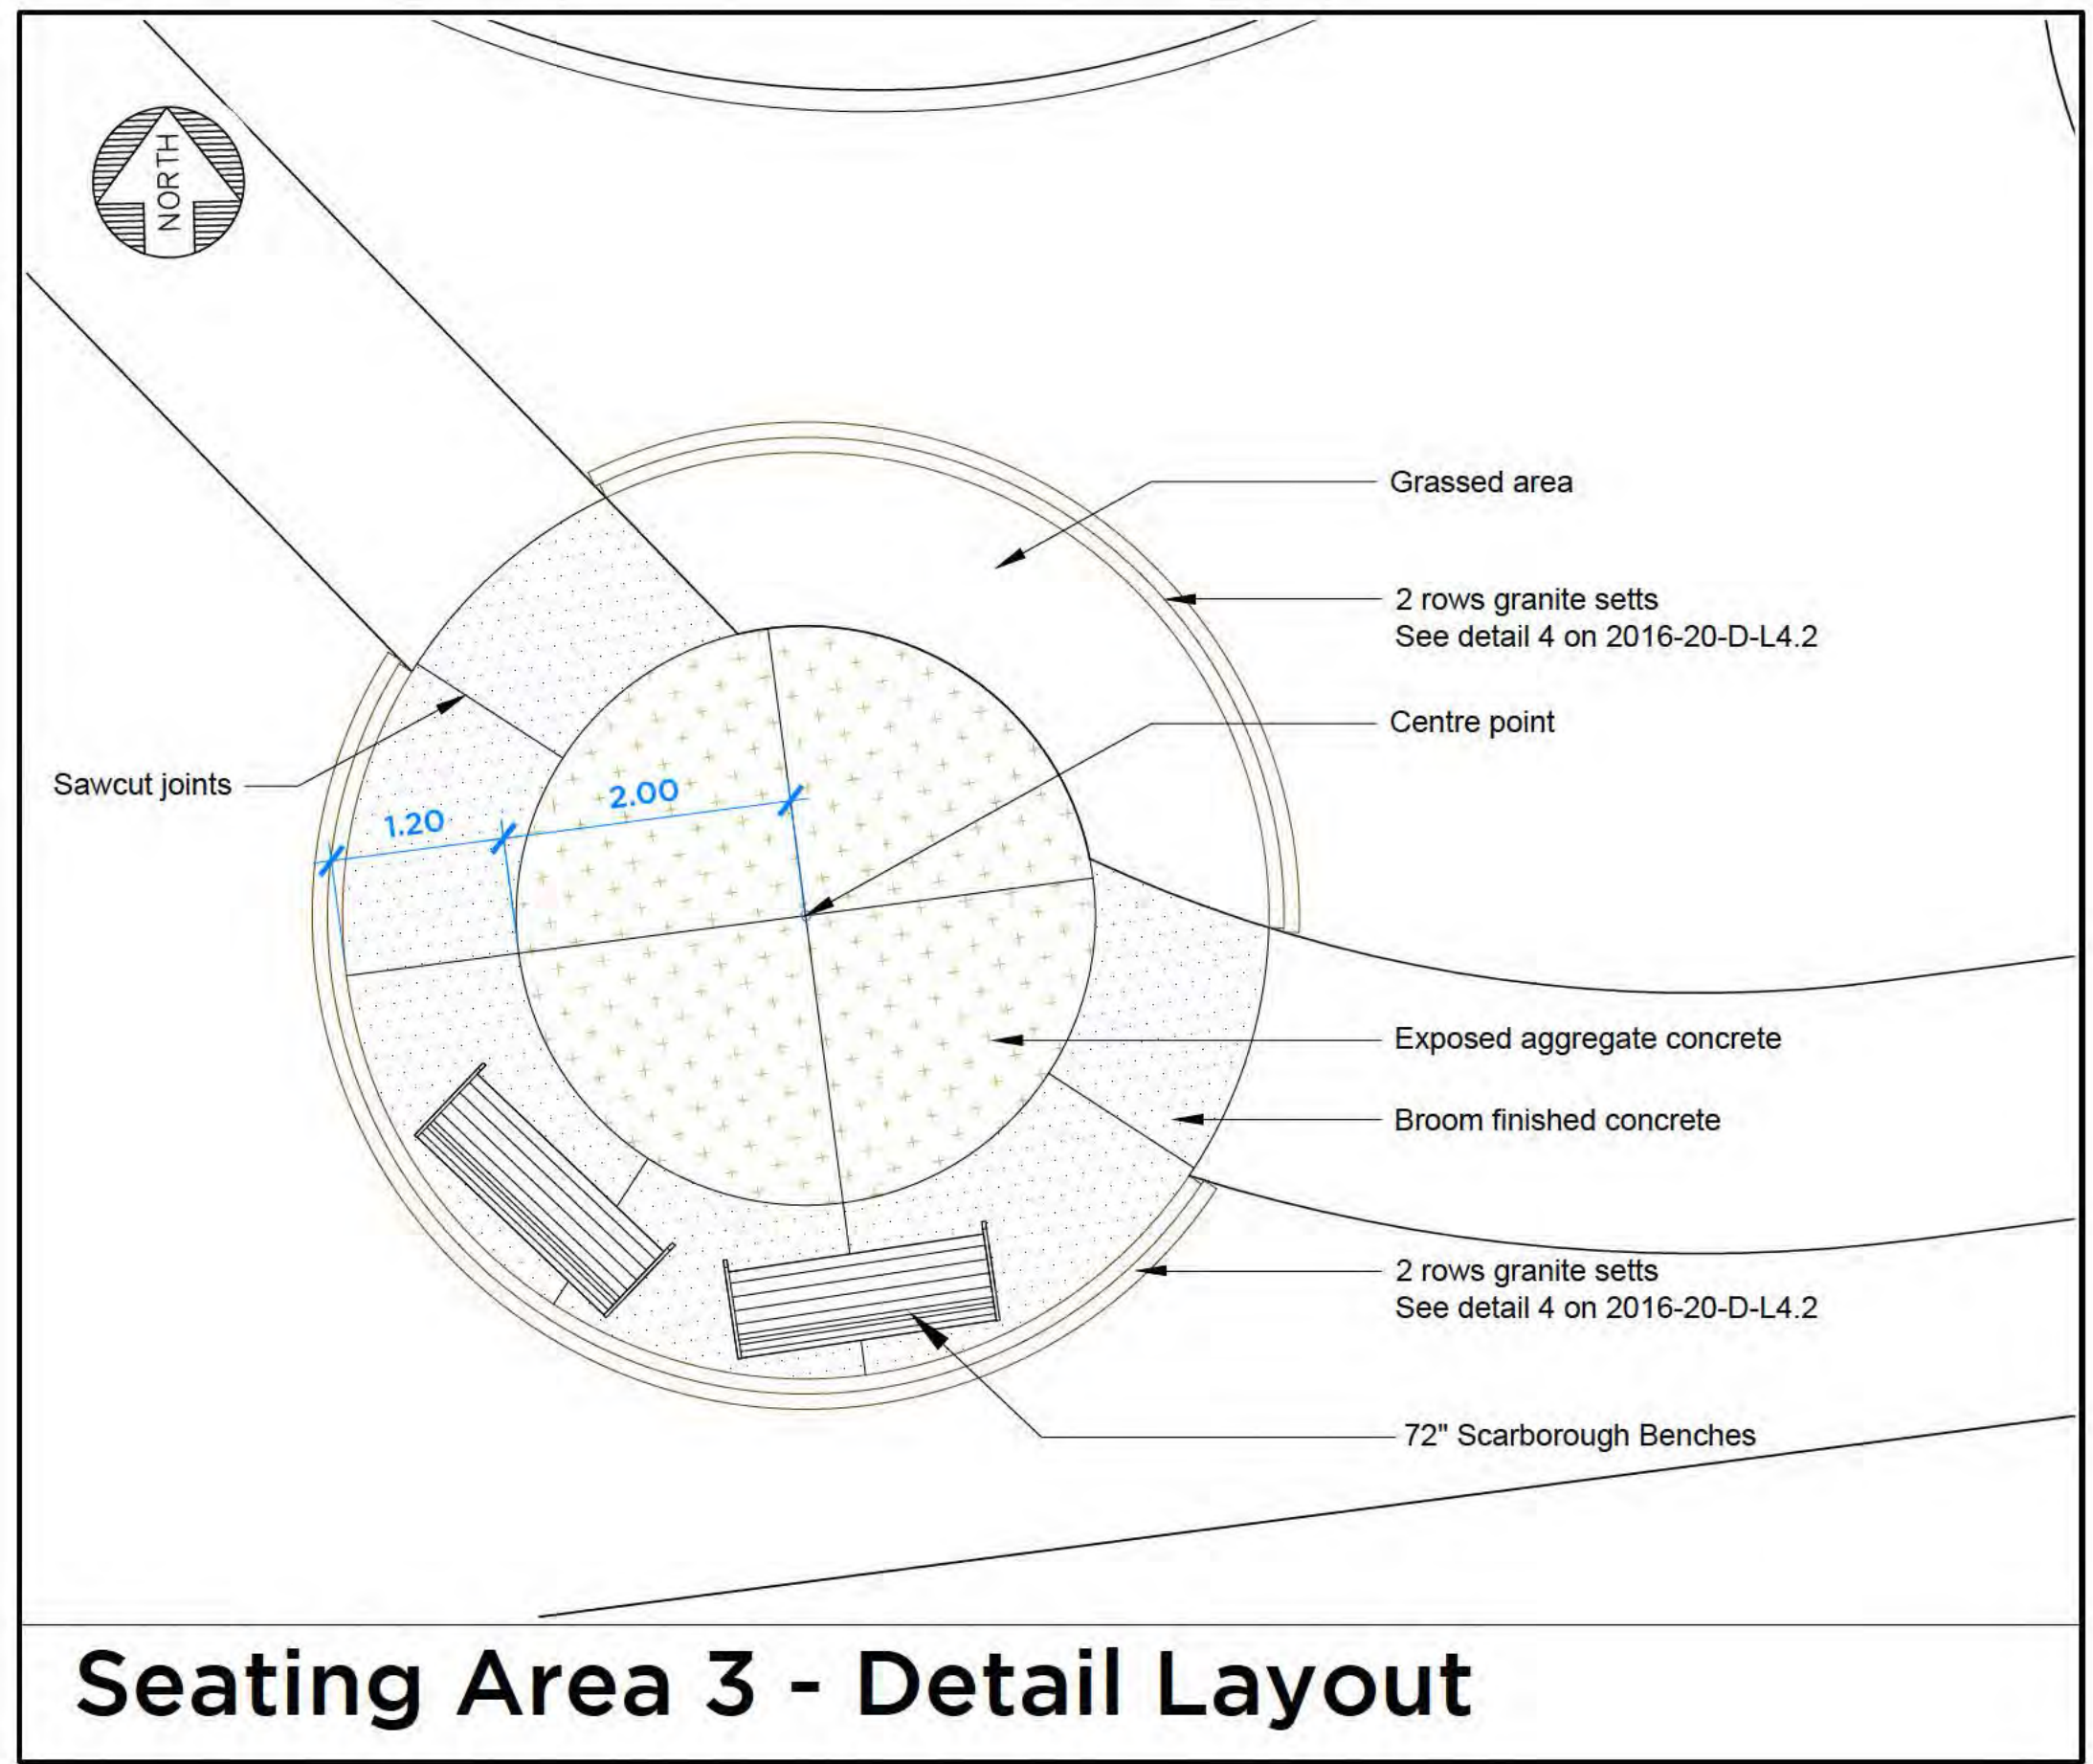 NORTH
Grassed area
2 rows granite setts
See detail 4 on 2016-20-D-L4.2
Centre point
Sawcut joints
2.00
1.20
Exposed aggregate concrete
Broom finished concrete
2 rows granite setts
See detail 4 on 2016-20-D-L4.2
72" Scarborough Benches
Seating Area 3 - Detail Layout